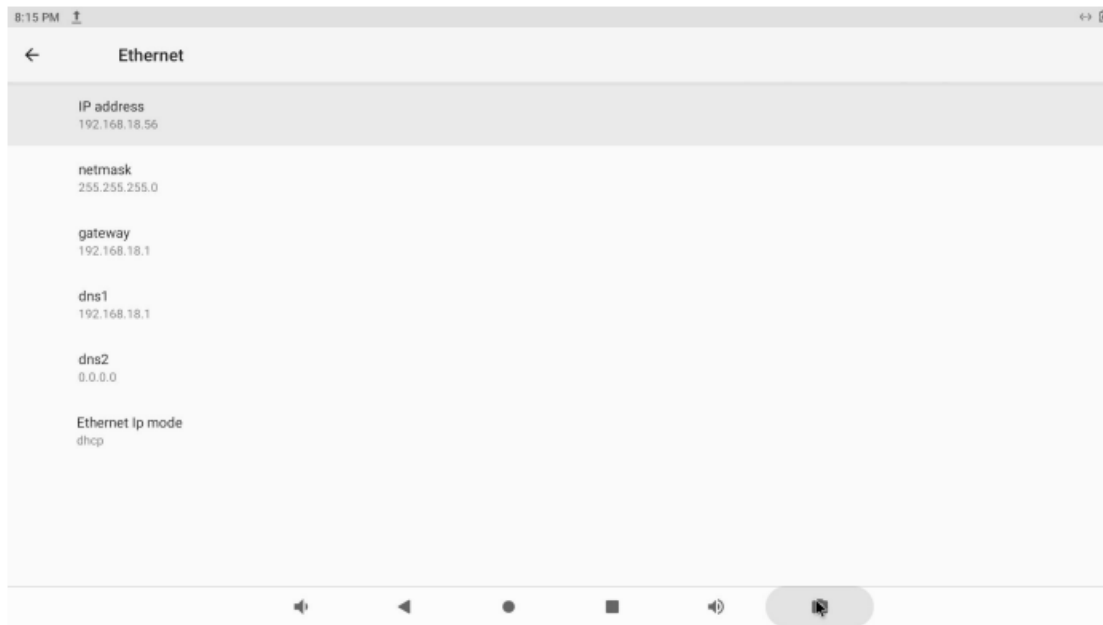 8:15 PM
Ethernet
IP address
192.168.18.56
netmask
255.255.255.0
gateway
192.168.18.1
dns1
192.168.18.1
dns2
0.0.0.0
Ethernet Ip mode
dhcp